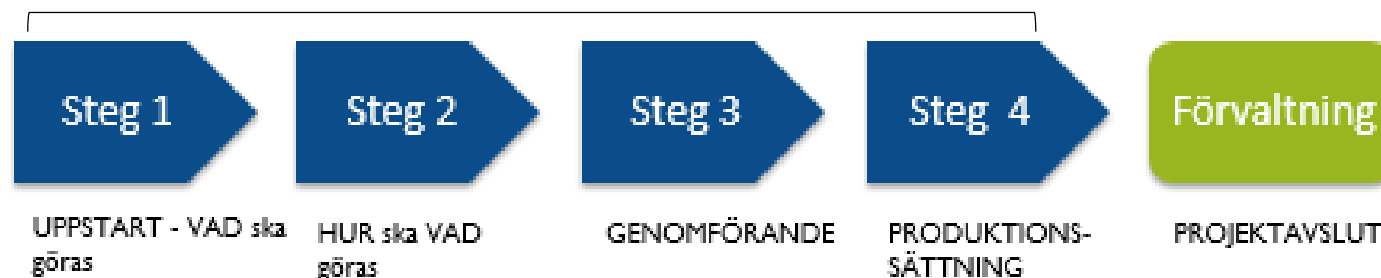 Steg 1
Steg 2
Steg 3
Steg 4
Förvaltning
UPPSTART - VAD ska
göras
HUR ska VAD
göras
GENOMFÖRANDE
PRODUKTIONS-
SÄTTNING
PROJEKTAVSLUT